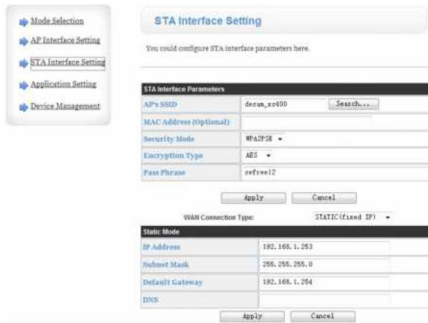 Mode Selection
AP Interface Setting
STA Interface Setting
Application Setting
Device Management
STA Interface Setting
You could configure STA interface parameters here.
STA Interface Parameters
AP's SSID
Search...
MAC Address (Optional)
Security Mode WPA2PSK
Encryption Type
Pass Phrase
Apply Cancel
WAN Connection Type: STATIC(fixed IP)
Static Mode
IP Address 192.168.1.253
Subnet Mask 255.255.255.0
Default Gateway 192.168.1.254
DNS
Apply Cancel